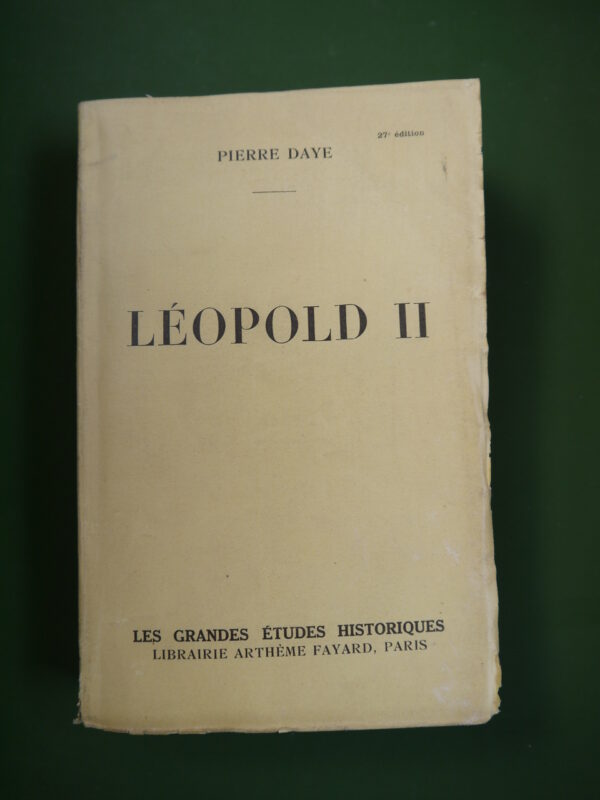 27e édition
PIERRE DAYE
LÉOPOLD II
LES GRANDES ÉTUDES HISTORIQUES
LIBRAIRIE ARTHÈME FAYARD, PARIS